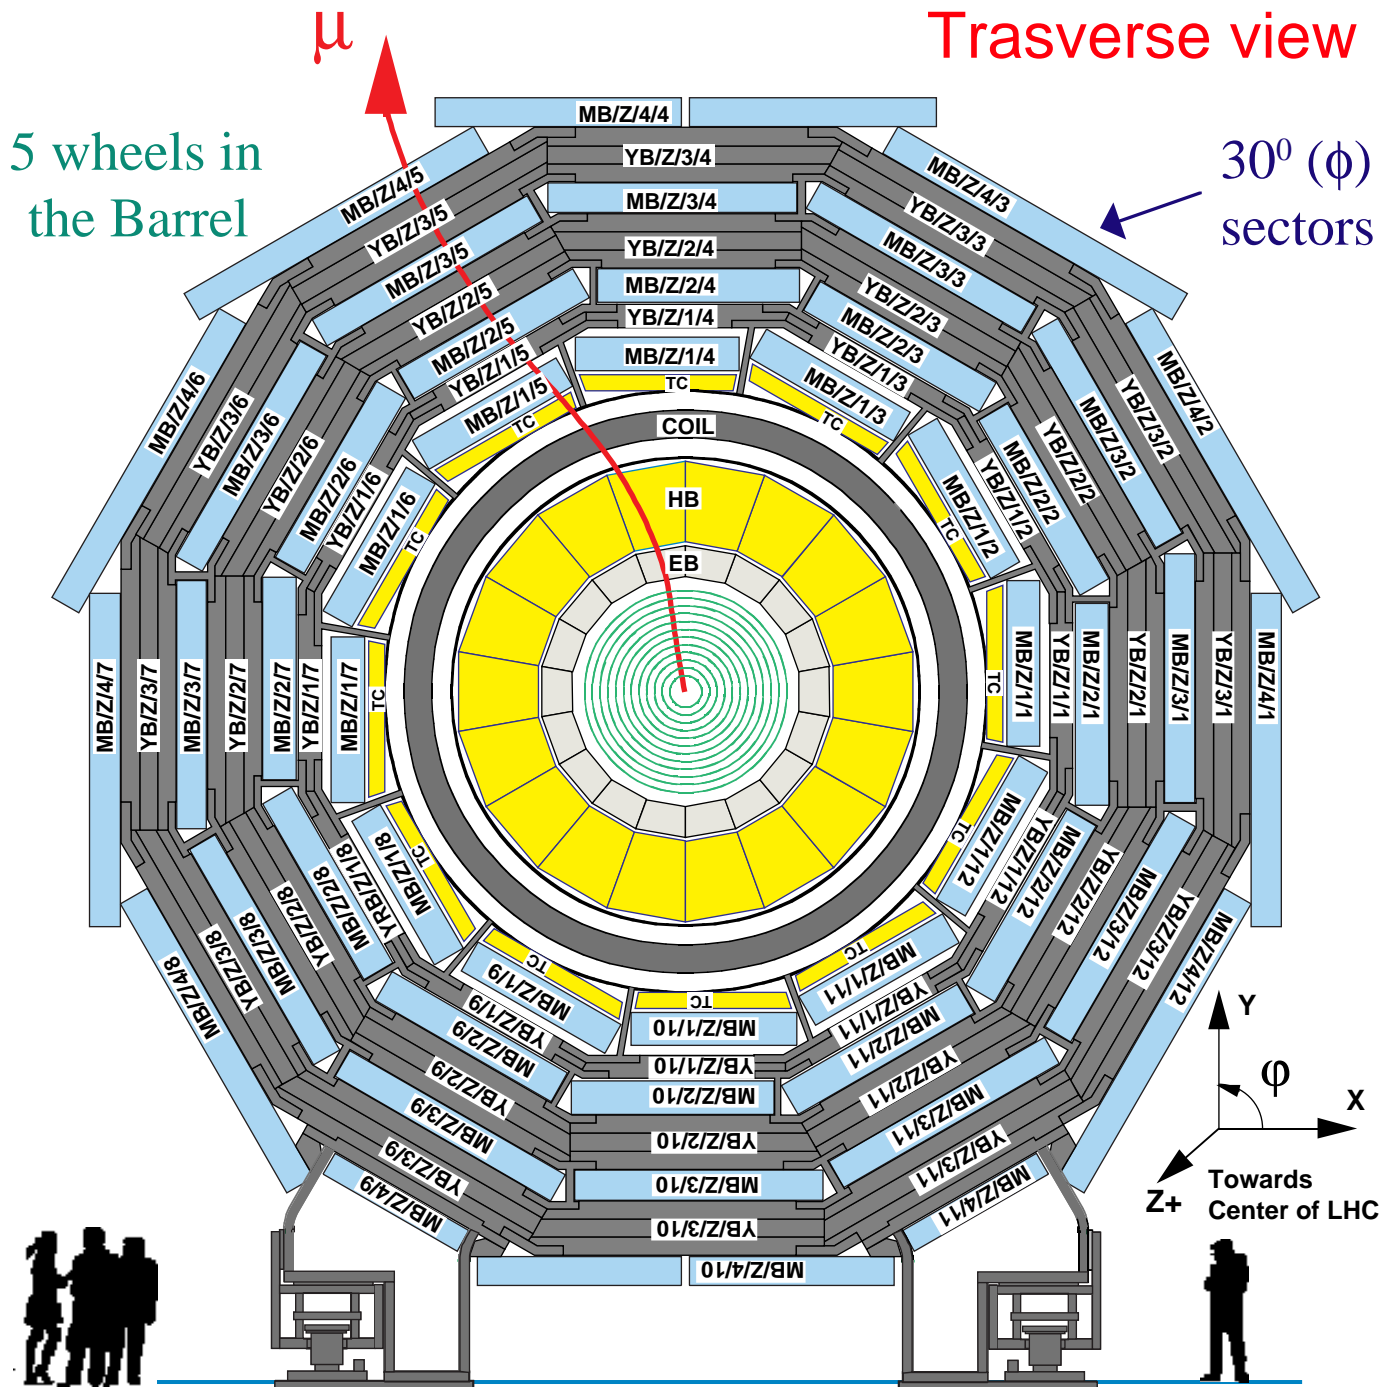 μ
Trasverse view
5 wheels in
the Barrel
30⁰ (ϕ)
sectors
MB/Z/4/4
YB/Z/3/4
MB/Z/3/4
YB/Z/2/4
MB/Z/2/4
YB/Z/1/4
MB/Z/1/4
TC
COIL
HB
EB
MB/Z/4/5
YB/Z/3/5
MB/Z/3/5
YB/Z/2/5
MB/Z/2/5
YB/Z/1/5
MB/Z/1/5
TC
MB/Z/4/3
YB/Z/3/3
MB/Z/3/3
YB/Z/2/3
MB/Z/2/3
YB/Z/1/3
MB/Z/1/3
TC
MB/Z/4/6
YB/Z/3/6
MB/Z/3/6
YB/Z/2/6
MB/Z/2/6
YB/Z/1/6
MB/Z/1/6
TC
MB/Z/4/2
YB/Z/3/2
MB/Z/3/2
YB/Z/2/2
MB/Z/2/2
YB/Z/1/2
MB/Z/1/2
TC
MB/Z/4/7
YB/Z/3/7
MB/Z/3/7
YB/Z/2/7
MB/Z/2/7
YB/Z/1/7
MB/Z/1/7
TC
TC
MB/Z/1/1
YB/Z/1/1
MB/Z/2/1
YB/Z/2/1
MB/Z/3/1
YB/Z/3/1
MB/Z/4/1
MB/Z/4/8
YB/Z/3/8
MB/Z/3/8
YB/Z/2/8
MB/Z/2/8
YRB/Z/1/8
MB/Z/1/8
TC
TC
MB/Z/1/12
YB/Z/1/12
MB/Z/2/12
YB/Z/2/12
MB/Z/3/12
YB/Z/3/12
MB/Z/4/12
TC
MB/Z/1/9
YB/Z/1/9
MB/Z/2/9
YB/Z/2/9
MB/Z/3/9
YB/Z/3/9
MB/Z/4/9
TC
MB/Z/1/10
YB/Z/1/10
MB/Z/2/10
YB/Z/2/10
MB/Z/3/10
YB/Z/3/10
MB/Z/4/10
TC
MB/Z/1/11
YB/Z/1/11
MB/Z/2/11
YB/Z/2/11
MB/Z/3/11
YB/Z/3/11
MB/Z/4/11
Y
φ
X
Z+
Towards
Center of LHC